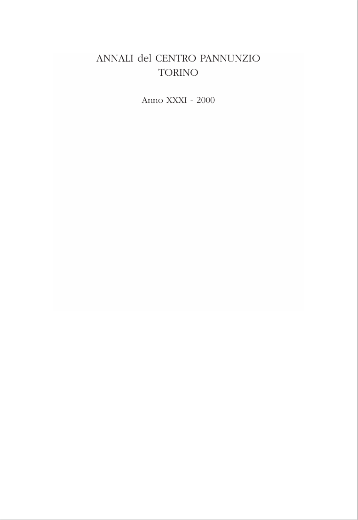 ANNALI del CENTRO PANNUNZIO
TORINO
Anno XXXI - 2000